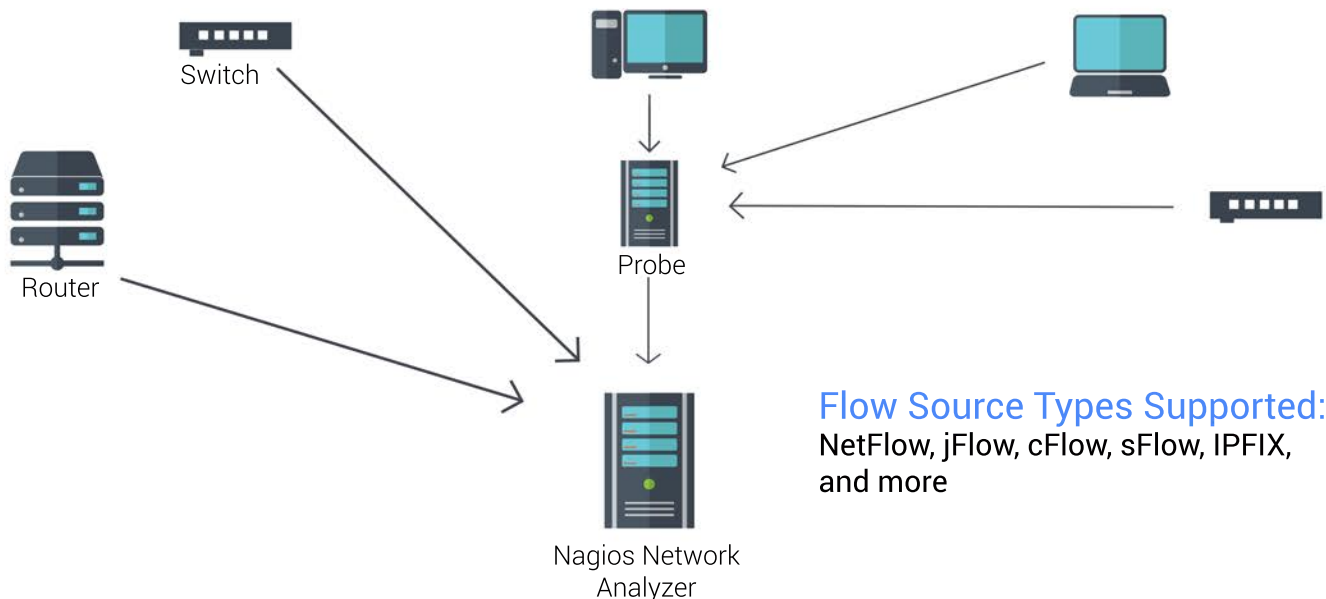 Switch
Router
Probe
Flow Source Types Supported:
NetFlow, jFlow, cFlow, sFlow, IPFIX,
and more
Nagios Network
Analyzer